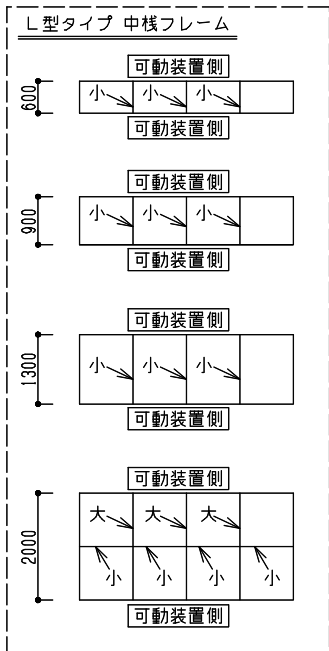 L型タイプ 中桟フレーム
可動装置側
600
小 小 小
可動装置側
可動装置側
900
小 小 小
可動装置側
可動装置側
1300
小 小 小
可動装置側
可動装置側
2000
大 大 大
小 小 小 小
可動装置側